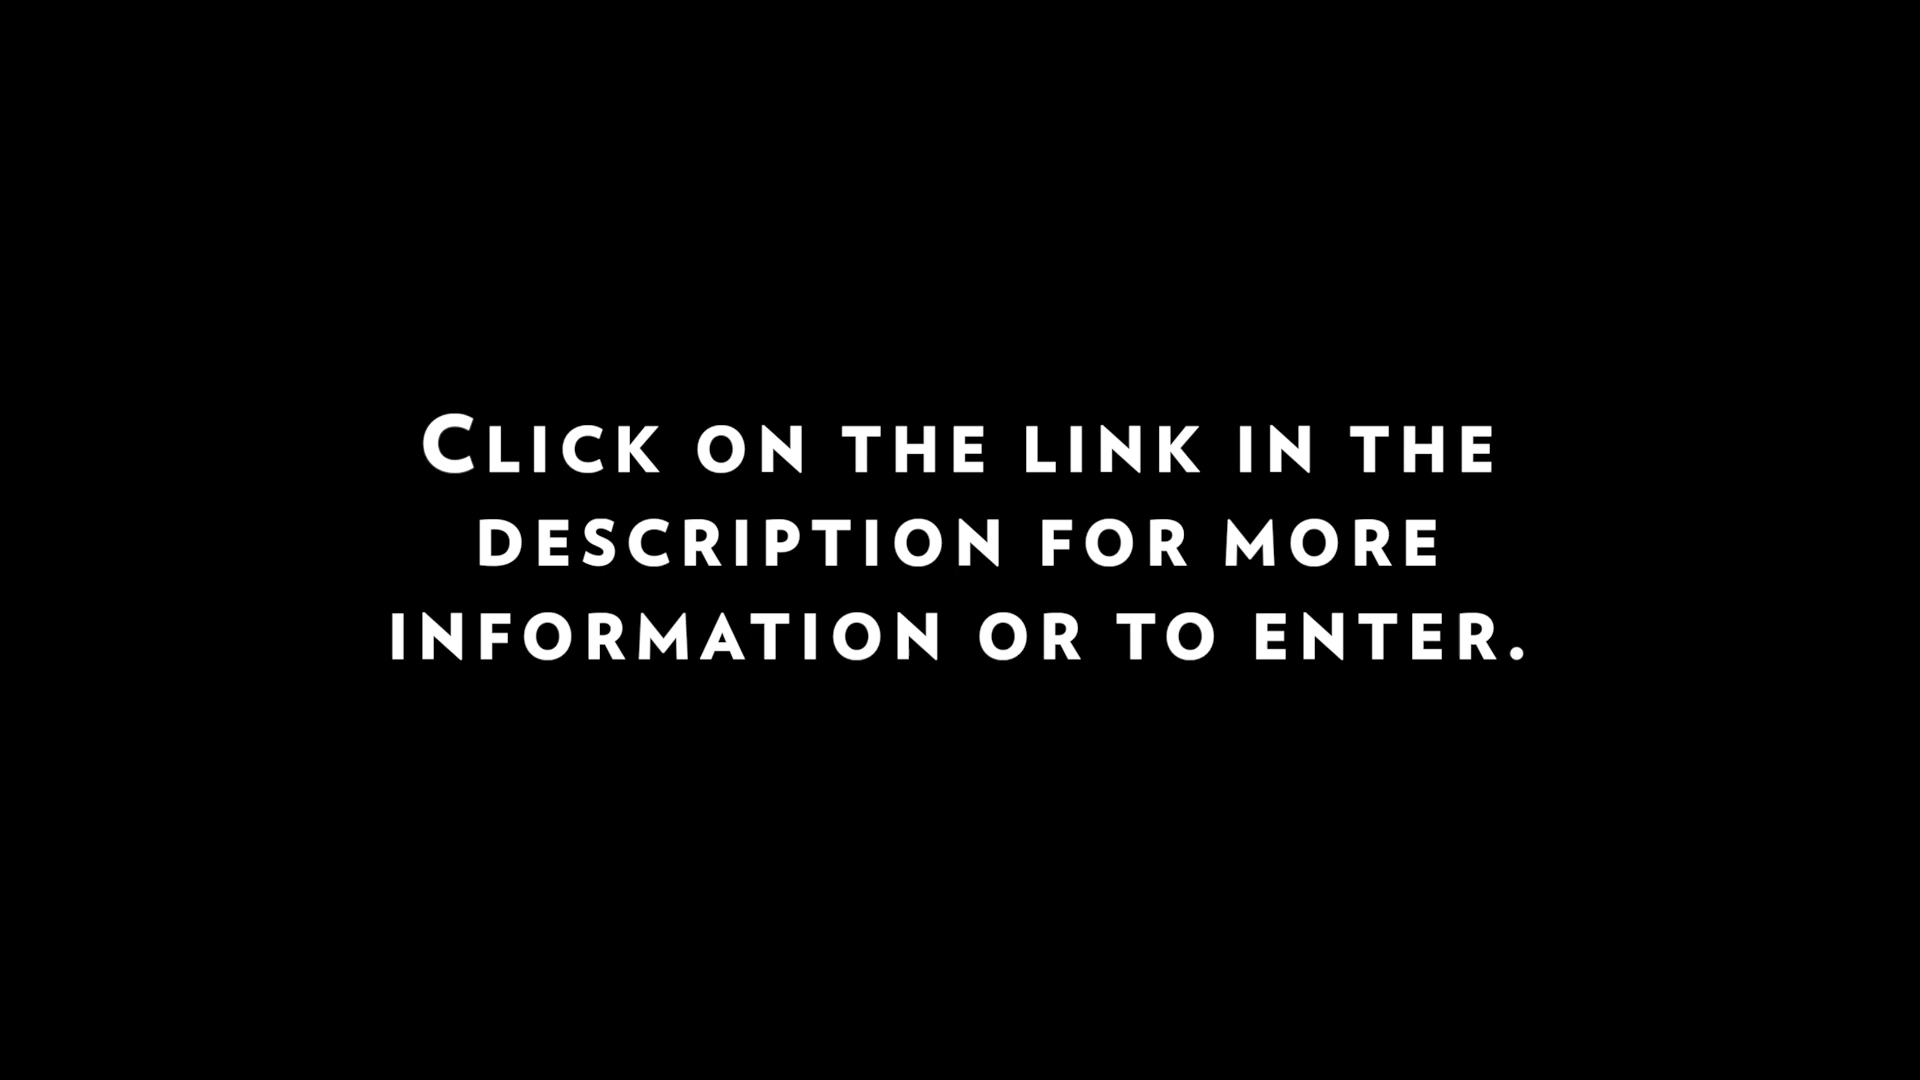 Click on the link in the
description for more
information or to enter.